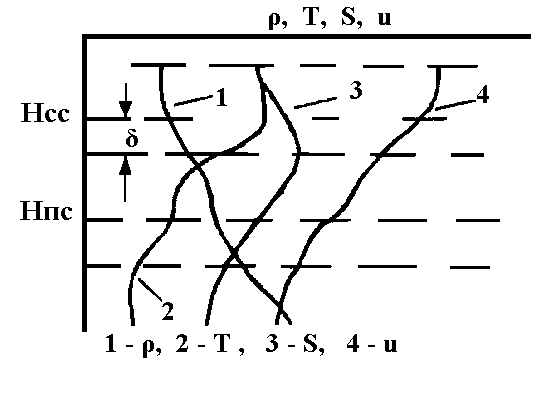 ρ, T, S, u
1
3
4
Нсс
δ
Нпс
2
1 - ρ, 2 - T , 3 - S, 4 - u